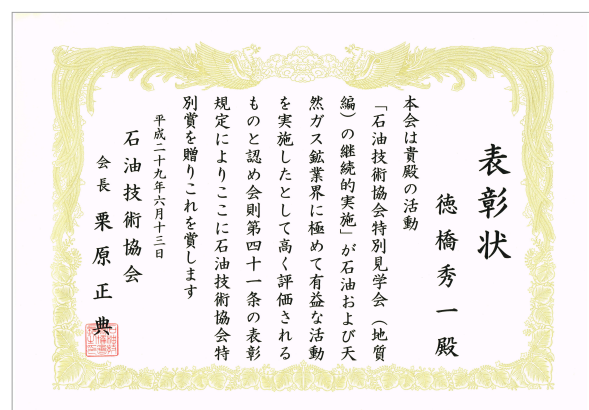 表彰状
徳橋秀一殿
本会は貴殿の活動
「石油技術協会特別見学会（地質
編）の継続的実施」が石油および天
然ガス鉱業界に極めて有益な活動
を実施したとして高く評価される
ものと認め会則第四十一条の表彰
規定によりここに石油技術協会特
別賞を贈りこれを賞します
平成二十九年六月十三日
石油技術協会
会長 栗原正典